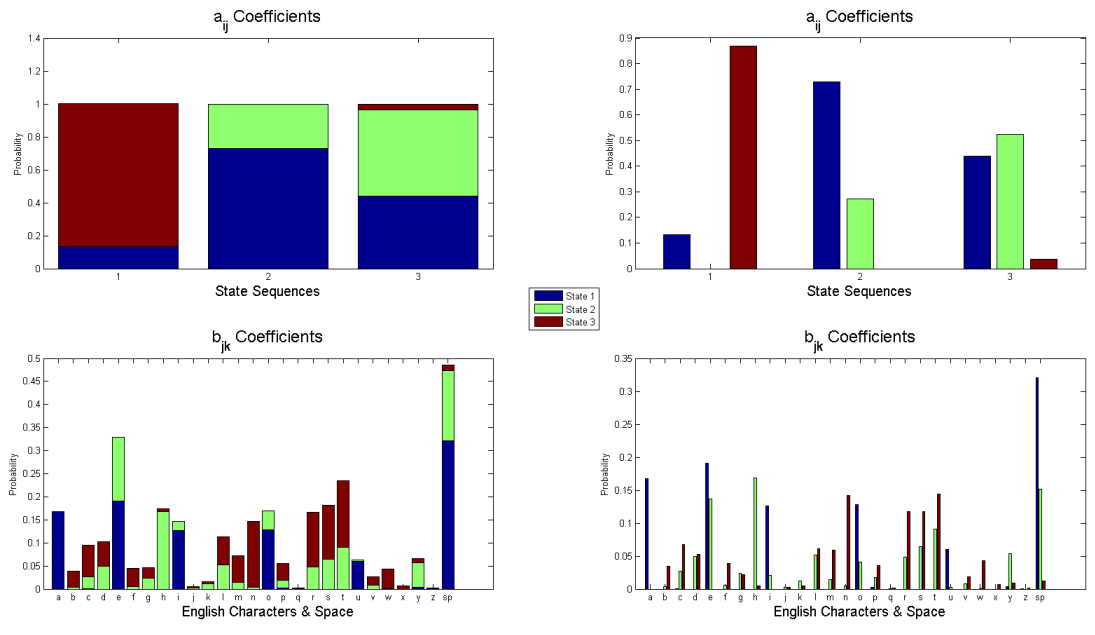 a_ij Coefficients
1.4
1.2
1
0.8
0.6
0.4
0.2
0
Probability
1 2 3
State Sequences
a_ij Coefficients
0.9
0.8
0.7
0.6
0.5
0.4
0.3
0.2
0.1
0
Probability
1 2 3
State Sequences
State 1
State 2
State 3
b_jk Coefficients
0.5
0.45
0.4
0.35
0.3
0.25
0.2
0.15
0.1
0.05
0
Probability
a b c d e f g h i j k l m n o p q r s t u v w x y z sp
English Characters & Space
b_jk Coefficients
0.35
0.3
0.25
0.2
0.15
0.1
0.05
0
Probability
a b c d e f g h i j k l m n o p q r s t u v w x y z sp
English Characters & Space